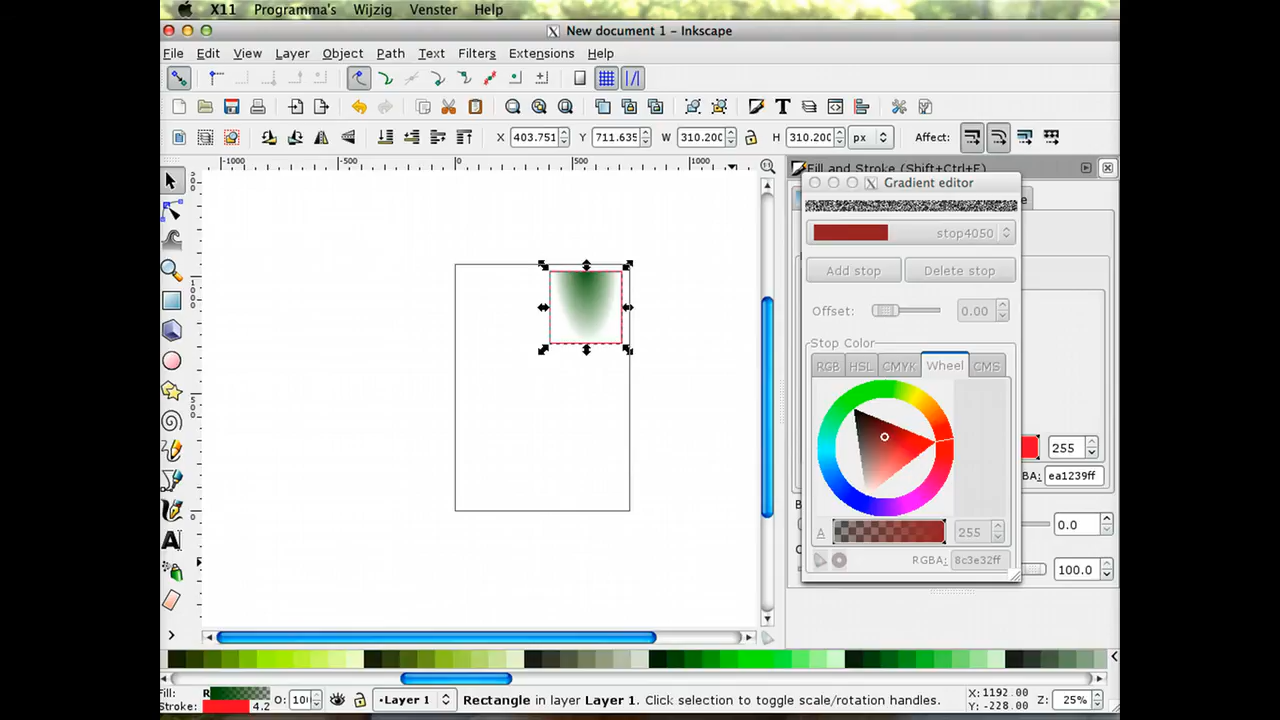 X11 Programma's Wijzig Venster Help
New document 1 - Inkscape
File Edit View Layer Object Path Text Filters Extensions Help
X 403.751 Y 711.635 W 310.200 H 310.200 px Affect:
-1000 -500 0 500 1000
Fill and Stroke (Shift+Ctrl+F)
Gradient editor
stop4050
Add stop Delete stop
Offset: 0.00
Stop Color
RGB HSL CMYK Wheel CMS
255
ea1239ff
0.0
A 255
RGBA: 8c3e32ff
100.0
Fill: R
O: 10
Layer 1
Rectangle in layer Layer 1. Click selection to toggle scale/rotation handles.
X: 1192.00
Z: 25%
Stroke: 4.2
Y: -228.00